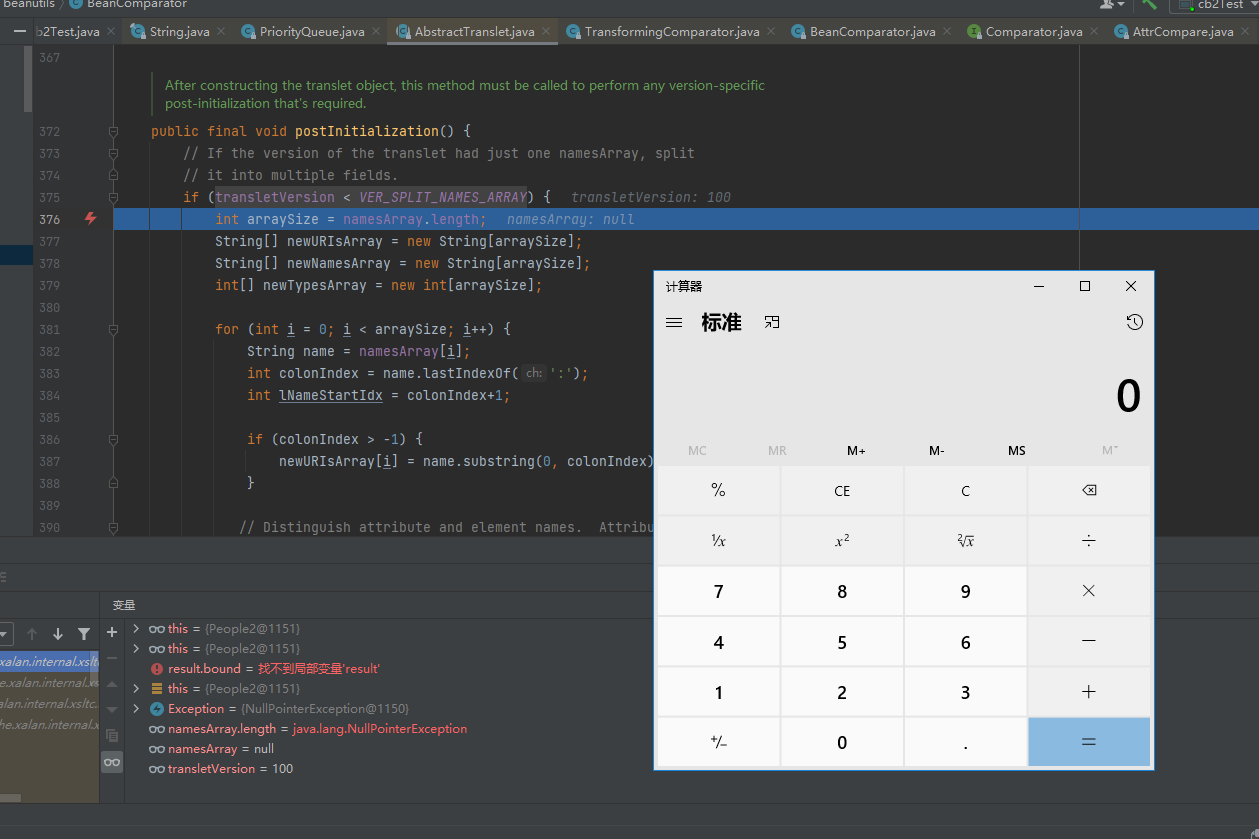 beanutils BeanComparator cb2Test
b2Test.java String.java PriorityQueue.java AbstractTranslet.java TransformingComparator.java BeanComparator.java Comparator.java AttrCompare.java
367
After constructing the translet object, this method must be called to perform any version-specific
post-initialization that's required.
372 public final void postInitialization() {
373 // If the version of the translet had just one namesArray, split
374 // it into multiple fields.
375 if (transletVersion < VER_SPLIT_NAMES_ARRAY) { transletVersion: 100
376 int arraySize = namesArray.length; namesArray: null
377 String[] newURIsArray = new String[arraySize];
378 String[] newNamesArray = new String[arraySize];
379 int[] newTypesArray = new int[arraySize];
380
381 for (int i = 0; i < arraySize; i++) {
382 String name = namesArray[i];
383 int colonIndex = name.lastIndexOf( ch: ':');
384 int lNameStartIdx = colonIndex+1;
385
386 if (colonIndex > -1) {
387 newURIsArray[i] = name.substring(0, colonIndex)
388 }
389
390 // Distinguish attribute and element names. Attribu
计算器
标准
0
MC MR M+ M- MS M˅
% CE C
¹/x x² ²√x ÷
7 8 9 ×
4 5 6 −
1 2 3 +
+/− 0 . =
变量
this = {People2@1151}
this = {People2@1151}
result.bound = 找不到局部变量'result'
this = {People2@1151}
Exception = {NullPointerException@1150}
namesArray.length = java.lang.NullPointerException
namesArray = null
transletVersion = 100
xalan.internal.xsltc
e.xalan.internal.xs
alan.internal.xsltc.
he.xalan.internal.x